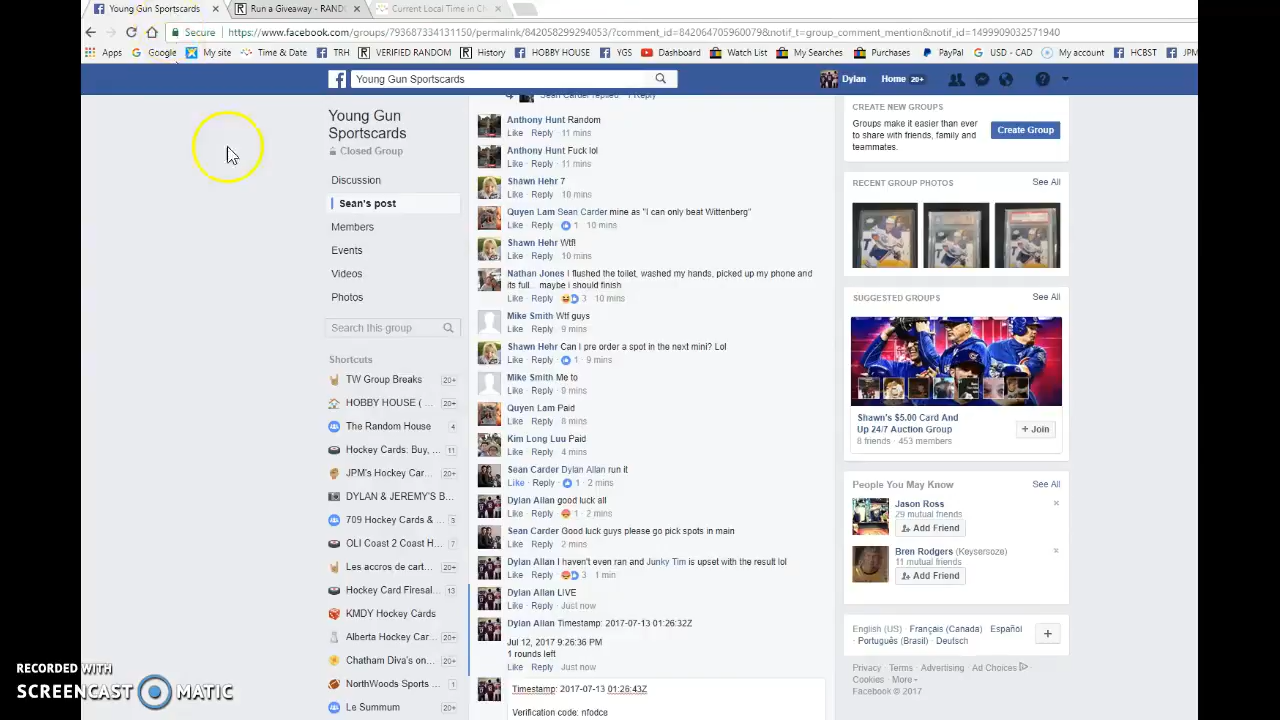 Young Gun Sportscards
Run a Giveaway - RAND
Current Local Time in Ch
Secure
https://www.facebook.com/groups/793687334131150/permalink/842058299294053/?comment_id=842064705960079&notif_t=group_comment_mention&notif_id=1499909032571940
Apps
Google
My site
Time & Date
TRH
VERIFIED RANDOM
History
HOBBY HOUSE
YGS
Dashboard
Watch List
My Searches
Purchases
PayPal
USD - CAD
My account
HCBST
JPM
Young Gun Sportscards
Dylan
Home 20+
Young Gun
Sportscards
Closed Group
Discussion
Sean's post
Members
Events
Videos
Photos
Search this group
Shortcuts
TW Group Breaks 20+
HOBBY HOUSE ( ... 20+
The Random House 4
Hockey Cards: Buy, ... 11
JPM's Hockey Car... 20+
DYLAN & JEREMY'S B...
709 Hockey Cards & ... 3
OLI Coast 2 Coast H... 7
Les accros de cart... 20+
Hockey Card Firesal... 13
KMDY Hockey Cards
Alberta Hockey Car... 20+
Chatham Diva's on... 20+
NorthWoods Sports ... 1
Le Summum 20+
Sean Carder replied · 1 Reply
Anthony Hunt Random
Like · Reply · 11 mins
Anthony Hunt Fuck lol
Like · Reply · 11 mins
Shawn Hehr 7
Like · Reply · 10 mins
Quyen Lam Sean Carder mine as "I can only beat Wittenberg"
Like · Reply · 1 · 10 mins
Shawn Hehr Wtf!
Like · Reply · 10 mins
Nathan Jones I flushed the toilet, washed my hands, picked up my phone and
its full... maybe i should finish
Like · Reply · 3 · 10 mins
Mike Smith Wtf guys
Like · Reply · 9 mins
Shawn Hehr Can I pre order a spot in the next mini? Lol
Like · Reply · 1 · 9 mins
Mike Smith Me to
Like · Reply · 9 mins
Quyen Lam Paid
Like · Reply · 8 mins
Kim Long Luu Paid
Like · Reply · 4 mins
Sean Carder Dylan Allan run it
Like · Reply · 1 · 2 mins
Dylan Allan good luck all
Like · Reply · 1 · 2 mins
Sean Carder Good luck guys please go pick spots in main
Like · Reply · 2 mins
Dylan Allan I haven't even ran and Junky Tim is upset with the result lol
Like · Reply · 3 · 1 min
Dylan Allan LIVE
Like · Reply · Just now
Dylan Allan Timestamp: 2017-07-13 01:26:32Z
Jul 12, 2017 9:26:36 PM
1 rounds left
Like · Reply · Just now
Timestamp: 2017-07-13 01:26:43Z
Verification code: nfodce
CREATE NEW GROUPS
Groups make it easier than ever
to share with friends, family and
teammates.
Create Group
RECENT GROUP PHOTOS
See All
SUGGESTED GROUPS
See All
Shawn's $5.00 Card And
Up 24/7 Auction Group
8 friends · 453 members
+ Join
People You May Know
See All
Jason Ross
29 mutual friends
Add Friend
Bren Rodgers (Keysersoze)
11 mutual friends
Add Friend
English (US) · Français (Canada) · Español
· Português (Brasil) · Deutsch
Privacy · Terms · Advertising · Ad Choices
Cookies · More
Facebook © 2017
RECORDED WITH
SCREENCAST MATIC